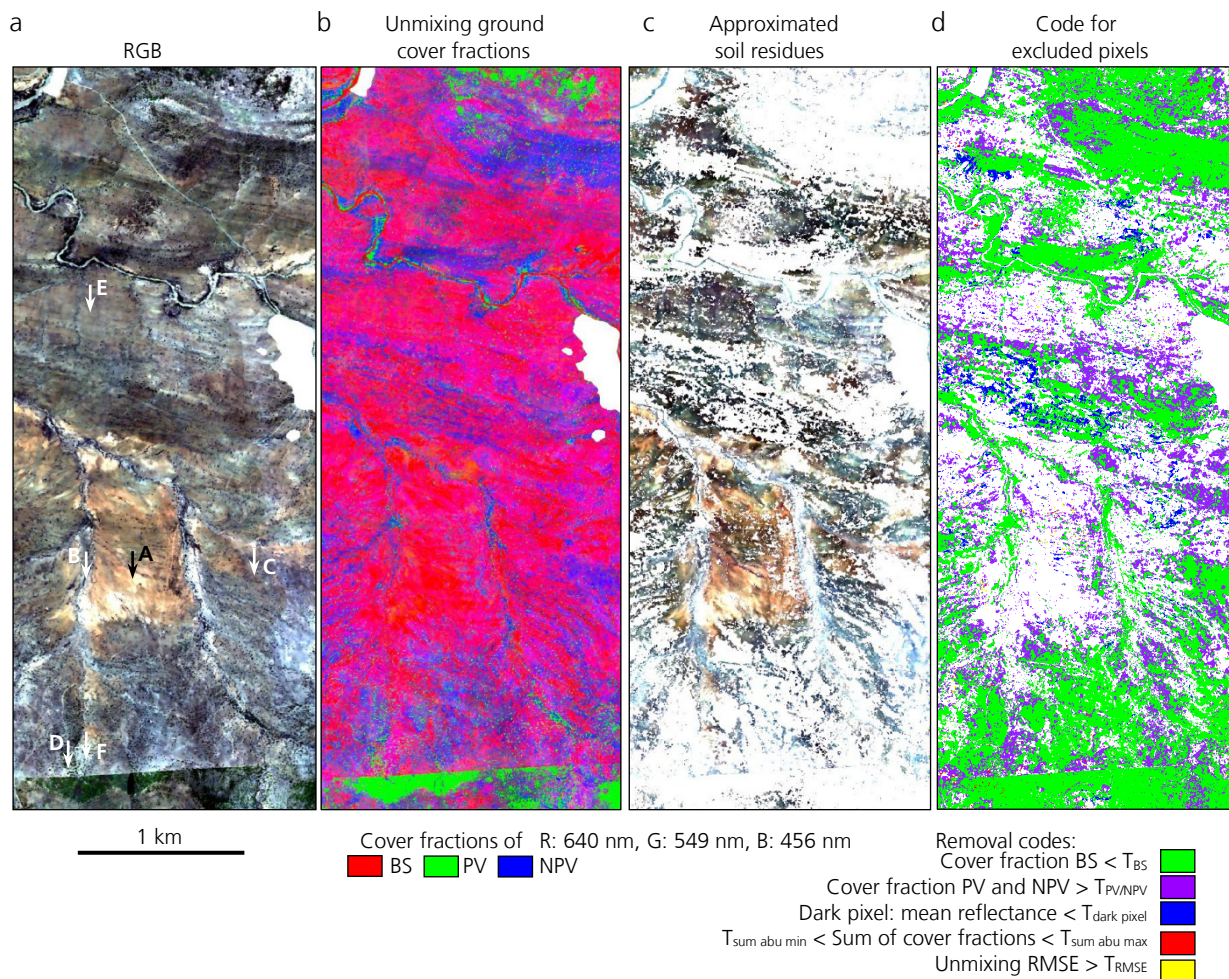 a
RGB
b
Unmixing ground
cover fractions
c
Approximated
soil residues
d
Code for
excluded pixels
E
B
A
C
D
F
1 km
Cover fractions of
BS PV NPV
R: 640 nm, G: 549 nm, B: 456 nm
Removal codes:
Cover fraction BS < TBS
Cover fraction PV and NPV > TPV/NPV
Dark pixel: mean reflectance < Tdark pixel
Tsum abu min < Sum of cover fractions < Tsum abu max
Unmixing RMSE > TRMSE